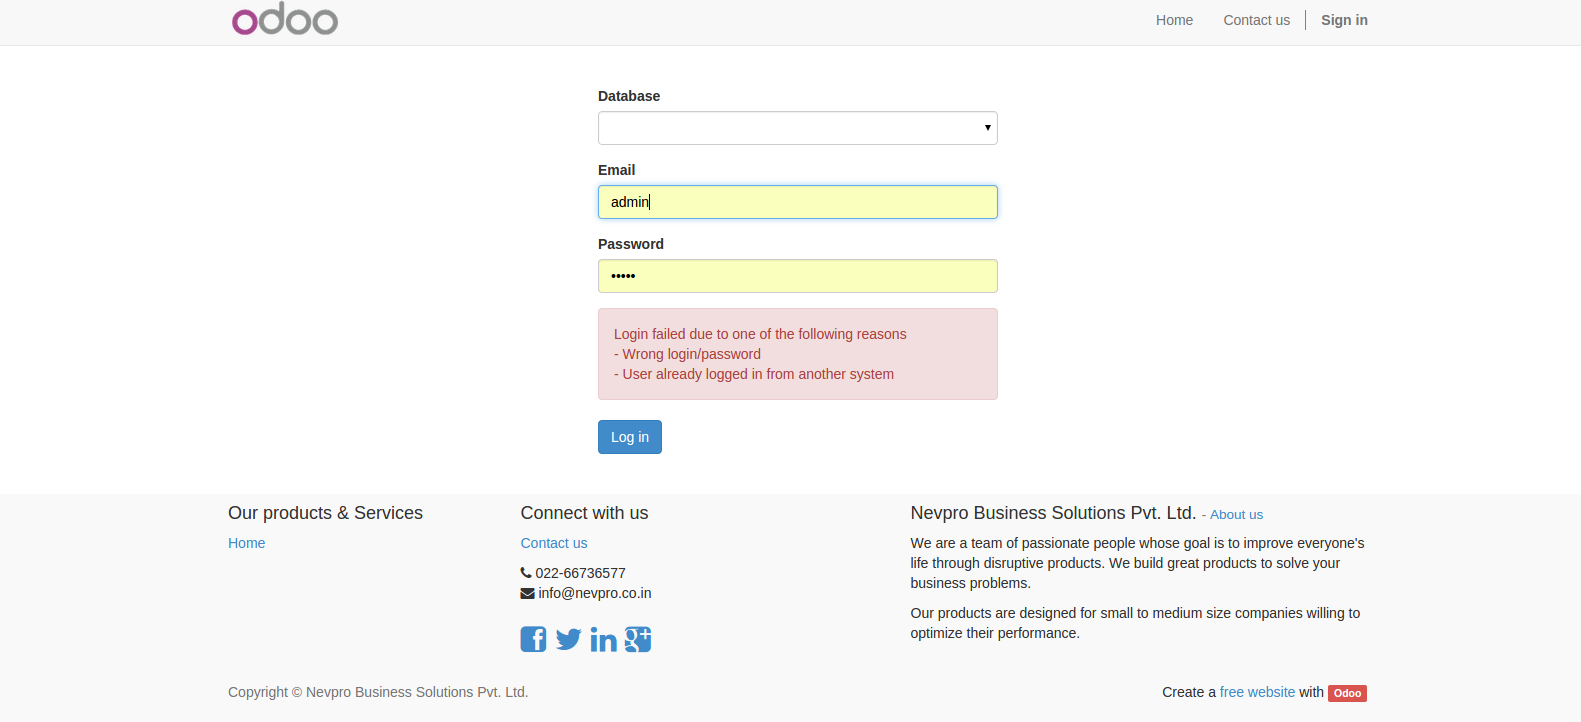 odoo
Home Contact us Sign in
Database
Email
admin
Password
•••••
Login failed due to one of the following reasons
- Wrong login/password
- User already logged in from another system
Log in
Our products & Services
Home
Connect with us
Contact us
022-66736577
info@nevpro.co.in
Nevpro Business Solutions Pvt. Ltd. - About us
We are a team of passionate people whose goal is to improve everyone's
life through disruptive products. We build great products to solve your
business problems.
Our products are designed for small to medium size companies willing to
optimize their performance.
Copyright © Nevpro Business Solutions Pvt. Ltd.
Create a free website with Odoo